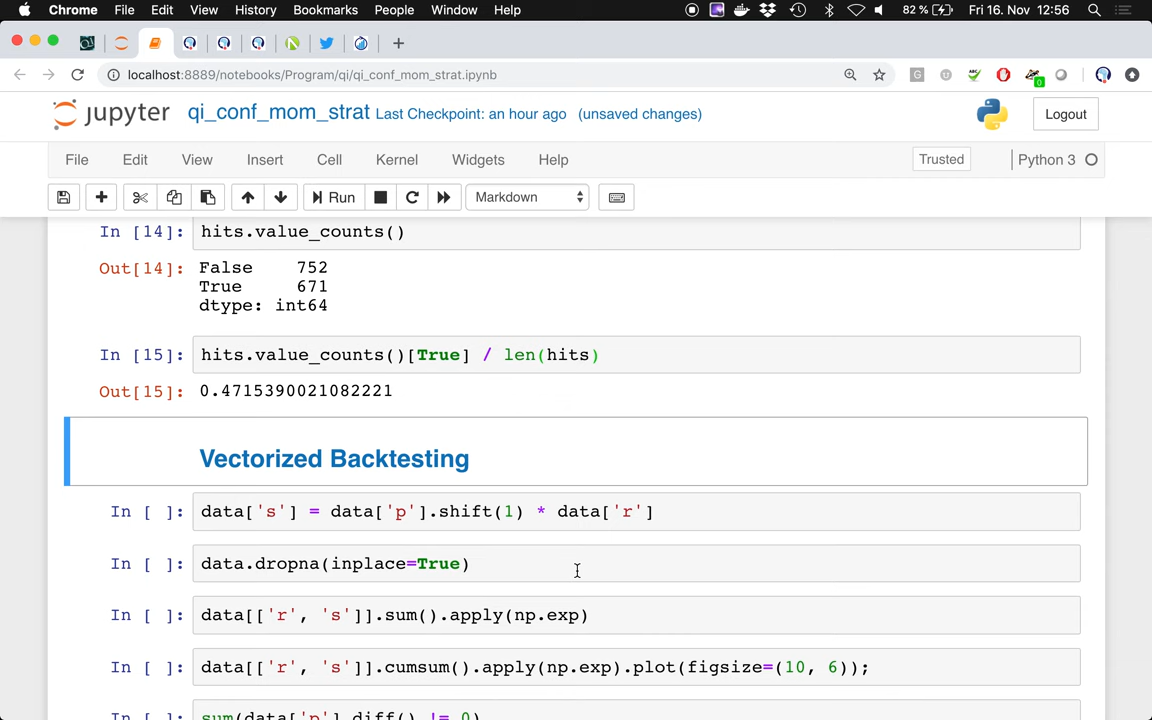 Chrome File Edit View History Bookmarks People Window Help 82 % Fri 16. Nov 12:56
localhost:8889/notebooks/Program/qi/qi_conf_mom_strat.ipynb
jupyter qi_conf_mom_strat Last Checkpoint: an hour ago (unsaved changes) Logout
File Edit View Insert Cell Kernel Widgets Help Trusted Python 3
Run Markdown
In [14]: hits.value_counts()
Out[14]: False 752
True 671
dtype: int64
In [15]: hits.value_counts()[True] / len(hits)
Out[15]: 0.4715390021082221
Vectorized Backtesting
In [ ]: data['s'] = data['p'].shift(1) * data['r']
In [ ]: data.dropna(inplace=True)
In [ ]: data[['r', 's']].sum().apply(np.exp)
In [ ]: data[['r', 's']].cumsum().apply(np.exp).plot(figsize=(10, 6));
In [ ]: sum(data['p'].diff() != 0)